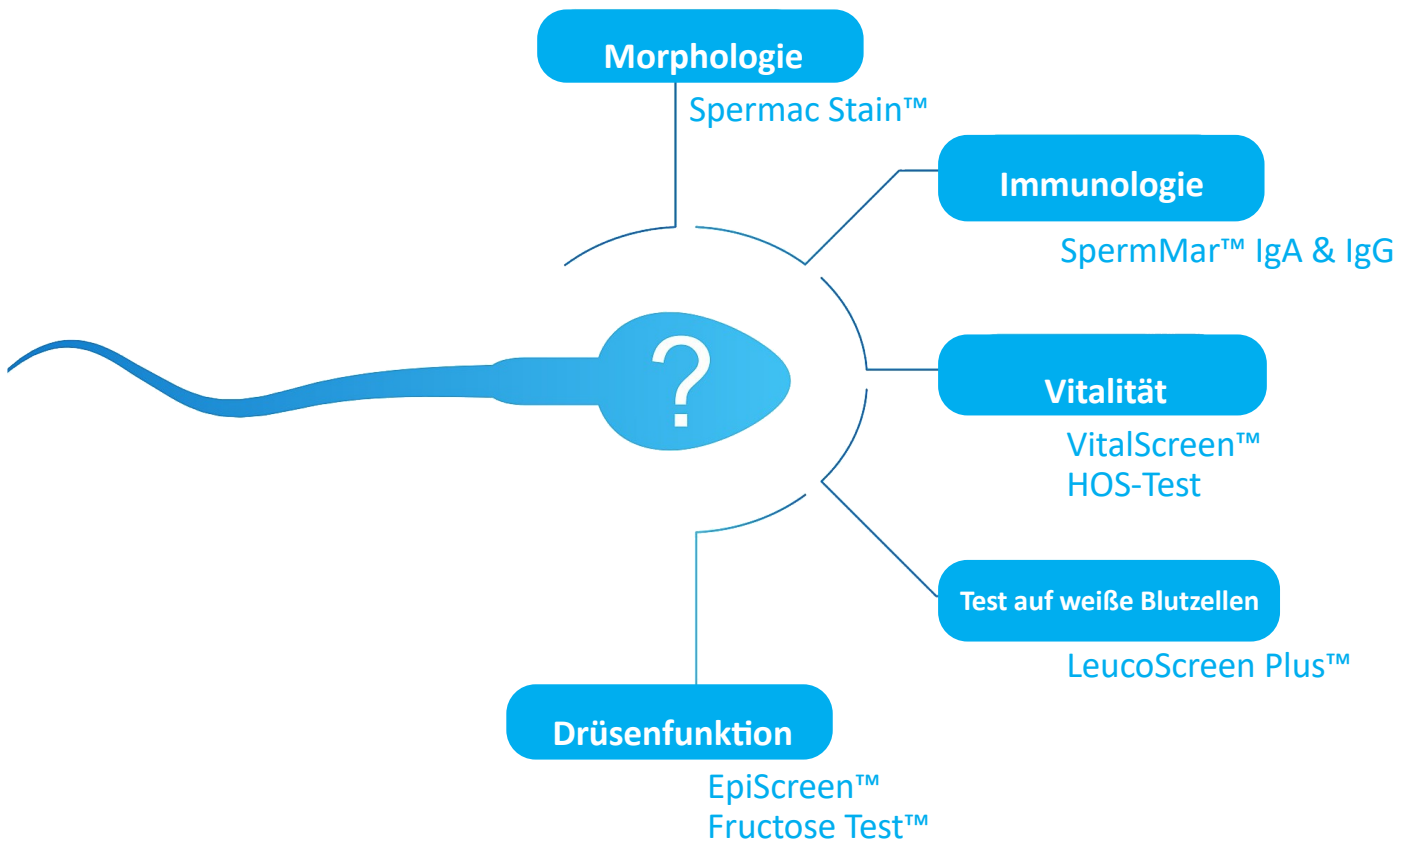 Morphologie
Spermac Stain™
Immunologie
SpermMar™ IgA & IgG
?
Vitalität
VitalScreen™
HOS-Test
Test auf weiße Blutzellen
LeucoScreen Plus™
Drüsenfunktion
EpiScreen™
Fructose Test™